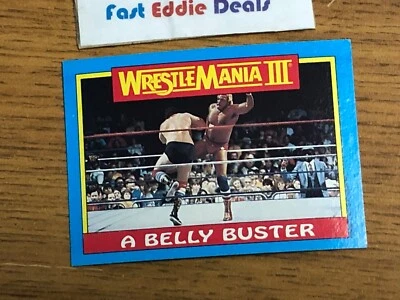 Fast Eddie Deals
WRESTLEMANIA III
A BELLY BUSTER